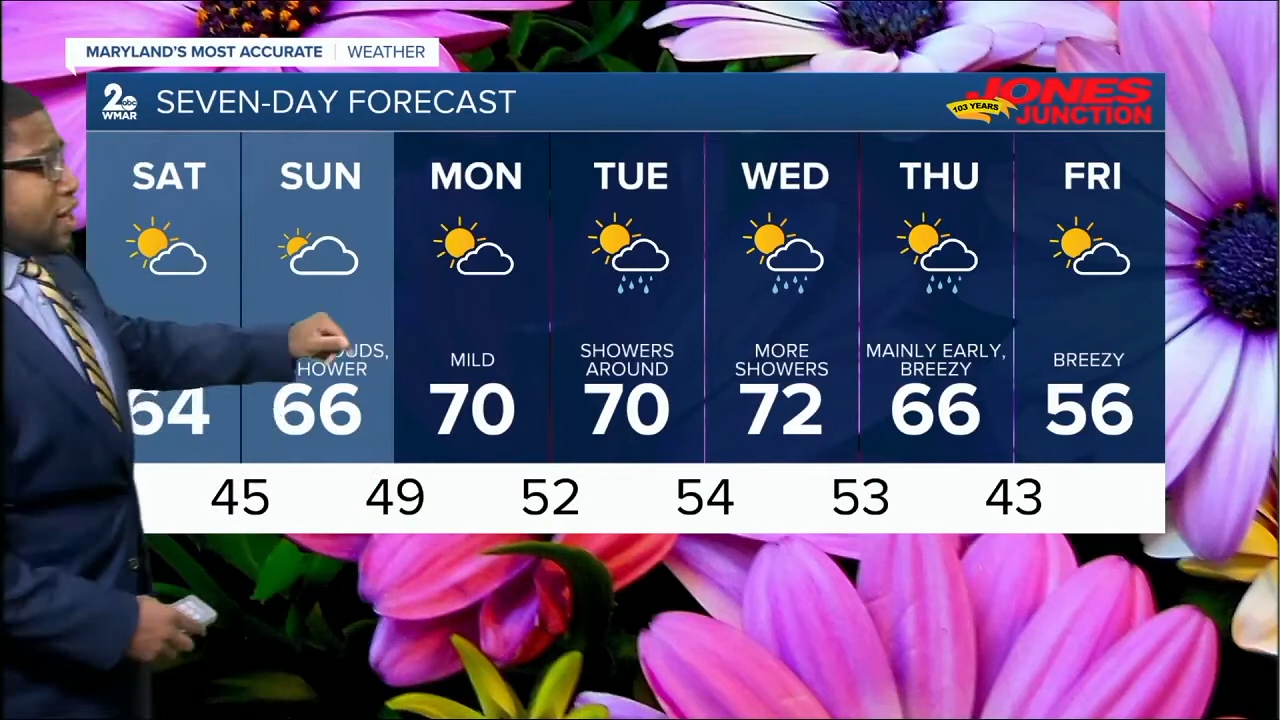 MARYLAND'S MOST ACCURATE | WEATHER
2 abc
WMAR
SEVEN-DAY FORECAST
103 YEARS
JONES
JUNCTION
SAT SUN MON TUE WED THU FRI
MILD
SHOWERS
AROUND
MORE
SHOWERS
MAINLY EARLY,
BREEZY
BREEZY
64 66 70 70 72 66 56
45 49 52 54 53 43